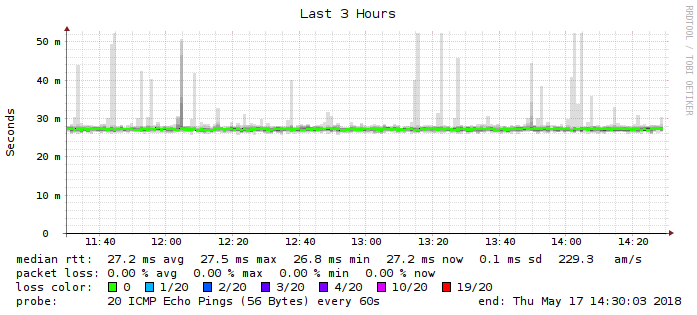 Last 3 Hours
RRDTOOL / TOBI OETIKER
Seconds
50 m
40 m
30 m
20 m
10 m
0
11:40 12:00 12:20 12:40 13:00 13:20 13:40 14:00 14:20
median rtt: 27.2 ms avg 27.5 ms max 26.8 ms min 27.2 ms now 0.1 ms sd 229.3 am/s
packet loss: 0.00 % avg 0.00 % max 0.00 % min 0.00 % now
loss color: 0 1/20 2/20 3/20 4/20 10/20 19/20
probe: 20 ICMP Echo Pings (56 Bytes) every 60s end: Thu May 17 14:30:03 2018